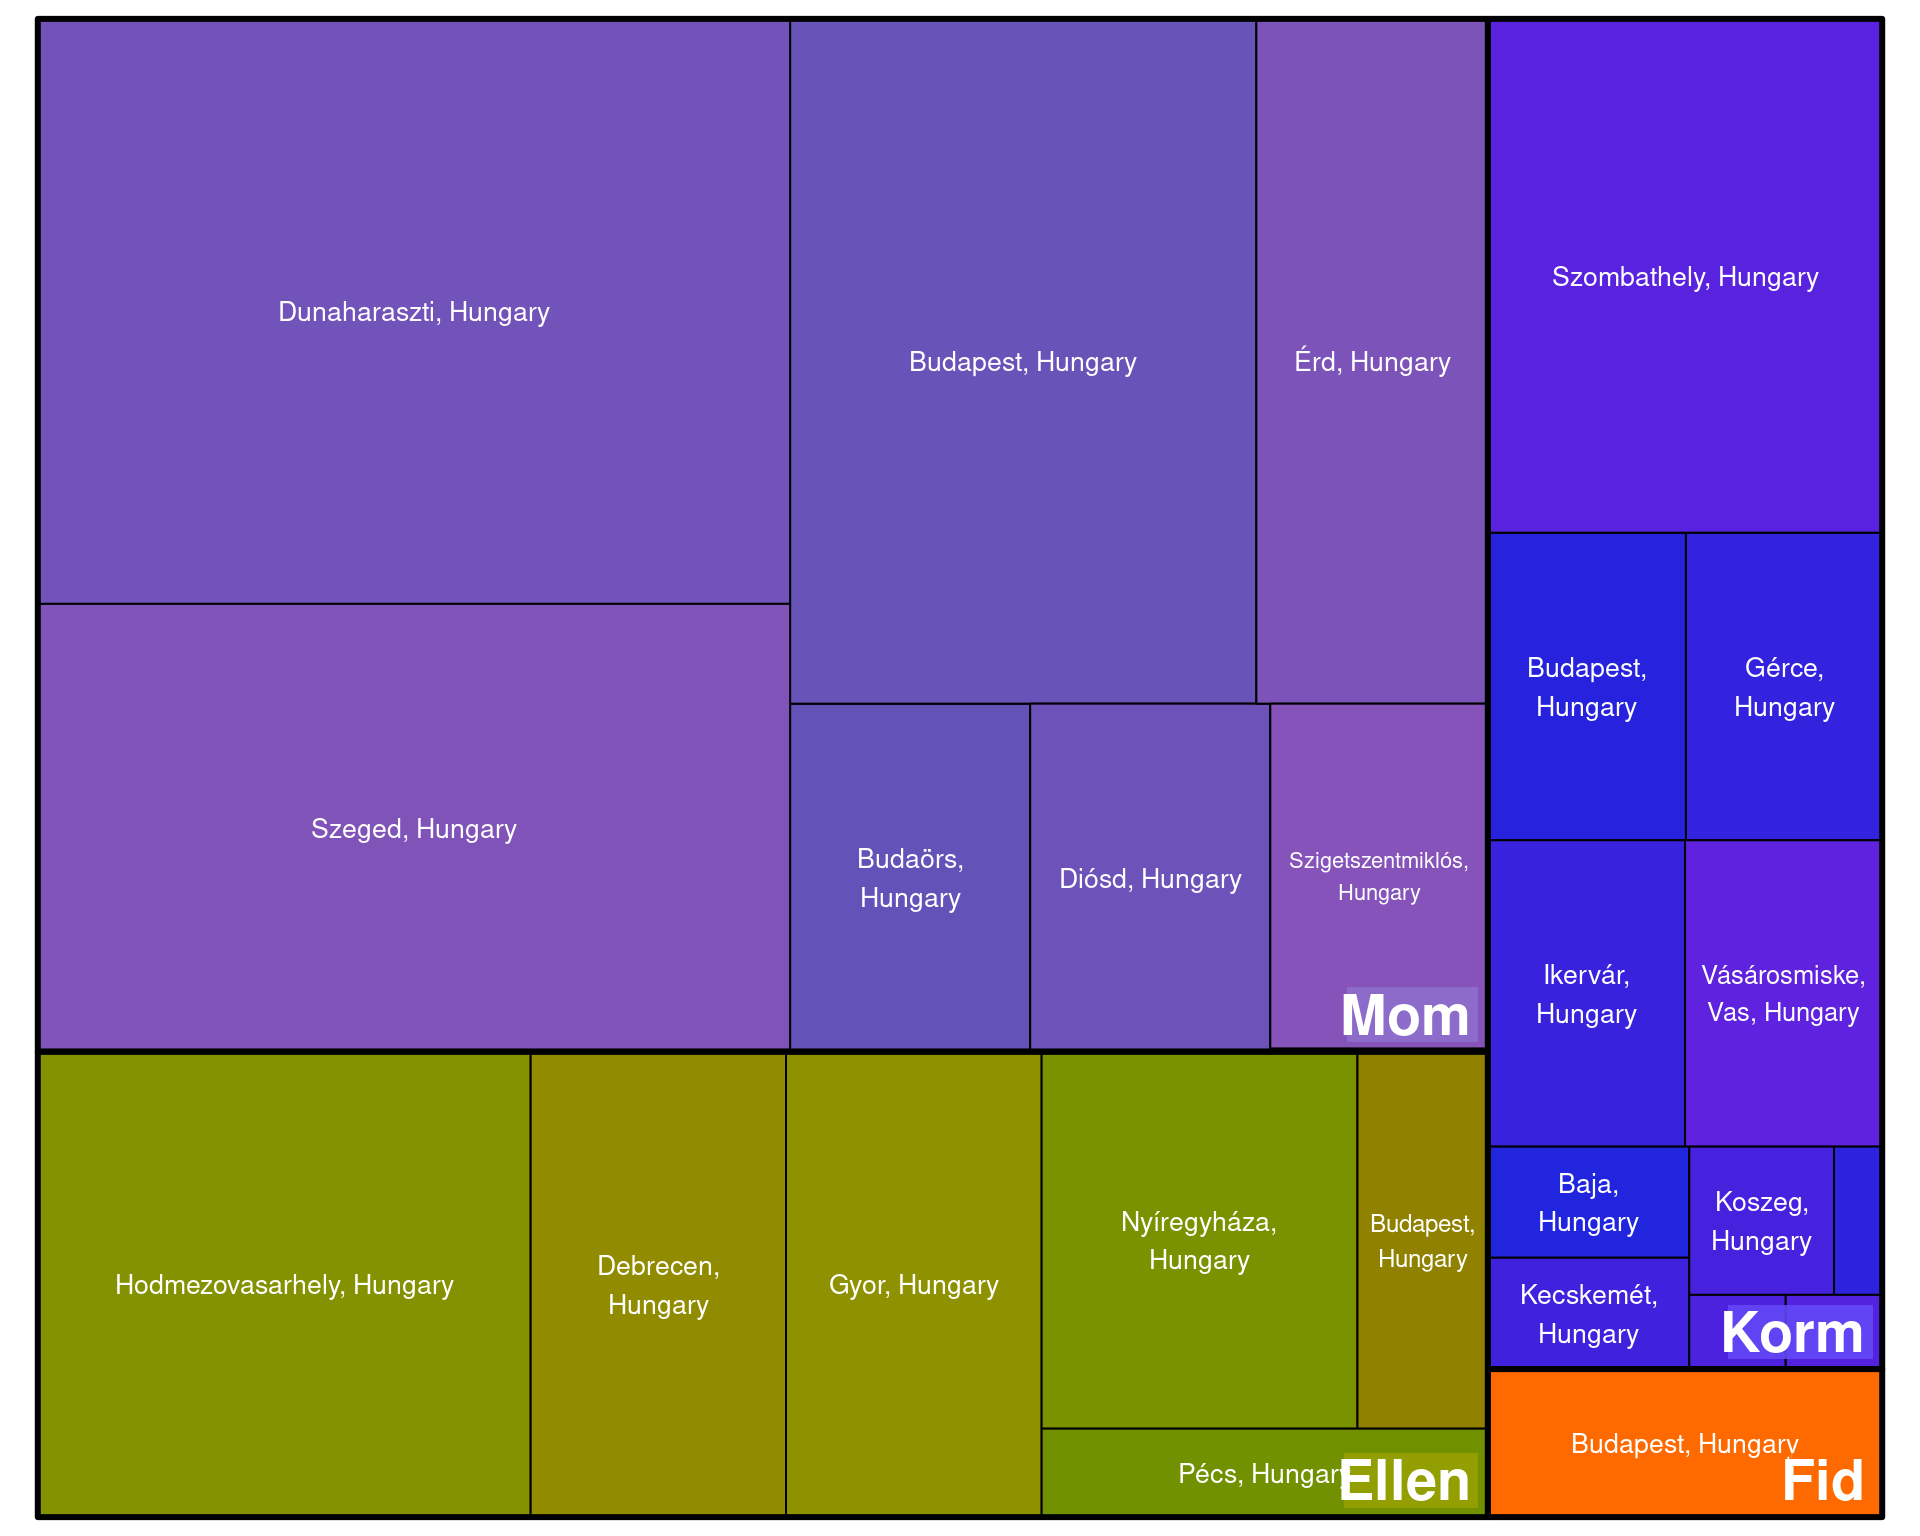 Dunaharaszti, Hungary
Szeged, Hungary
Budapest, Hungary
Érd, Hungary
Budaörs,
Hungary
Diósd, Hungary
Szigetszentmiklós,
Hungary
Mom
Hodmezovasarhely, Hungary
Debrecen,
Hungary
Gyor, Hungary
Nyíregyháza,
Hungary
Budapest,
Hungary
Pécs, Hungary
Ellen
Szombathely, Hungary
Budapest,
Hungary
Gérce,
Hungary
Ikervár,
Hungary
Vásárosmiske,
Vas, Hungary
Baja,
Hungary
Koszeg,
Hungary
Kecskemét,
Hungary
Korm
Budapest, Hungary
Fid